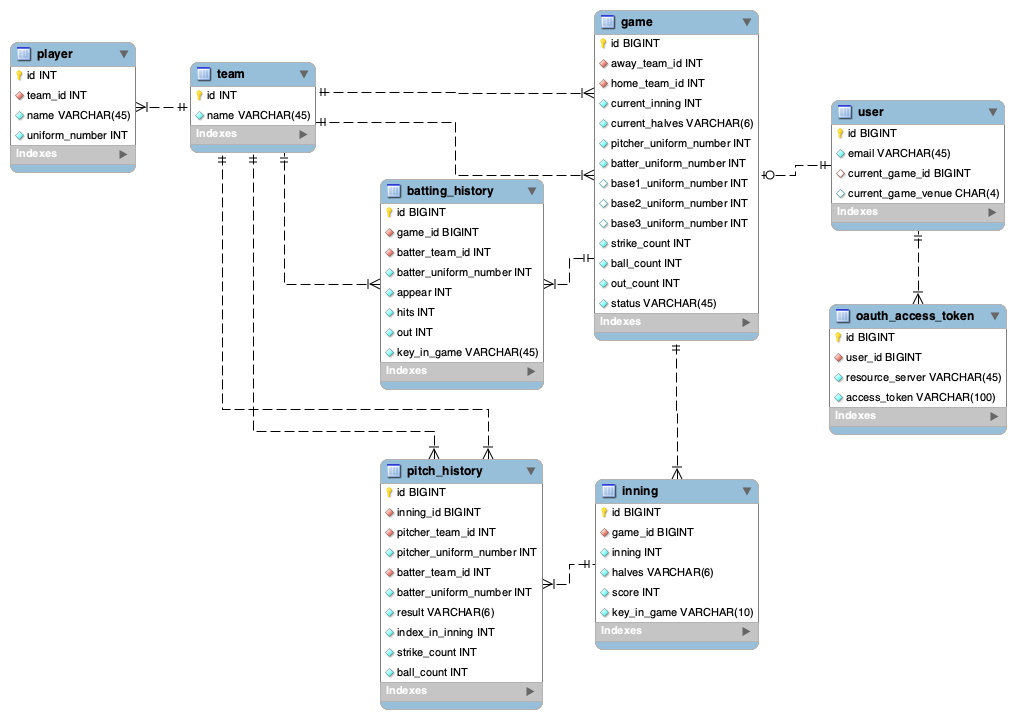 player
id INT
team_id INT
name VARCHAR(45)
uniform_number INT
Indexes
team
id INT
name VARCHAR(45)
Indexes
game
id BIGINT
away_team_id INT
home_team_id INT
current_inning INT
current_halves VARCHAR(6)
pitcher_uniform_number INT
batter_uniform_number INT
base1_uniform_number INT
base2_uniform_number INT
base3_uniform_number INT
strike_count INT
ball_count INT
out_count INT
status VARCHAR(45)
Indexes
user
id BIGINT
email VARCHAR(45)
current_game_id BIGINT
current_game_venue CHAR(4)
Indexes
batting_history
id BIGINT
game_id BIGINT
batter_team_id INT
batter_uniform_number INT
appear INT
hits INT
out INT
key_in_game VARCHAR(45)
Indexes
oauth_access_token
id BIGINT
user_id BIGINT
resource_server VARCHAR(45)
access_token VARCHAR(100)
Indexes
pitch_history
id BIGINT
inning_id BIGINT
pitcher_team_id INT
pitcher_uniform_number INT
batter_team_id INT
batter_uniform_number INT
result VARCHAR(6)
index_in_inning INT
strike_count INT
ball_count INT
Indexes
inning
id BIGINT
game_id BIGINT
inning INT
halves VARCHAR(6)
score INT
key_in_game VARCHAR(10)
Indexes